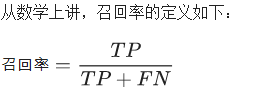 从数学上讲，召回率的定义如下：
召回率 = TP / (TP + FN)